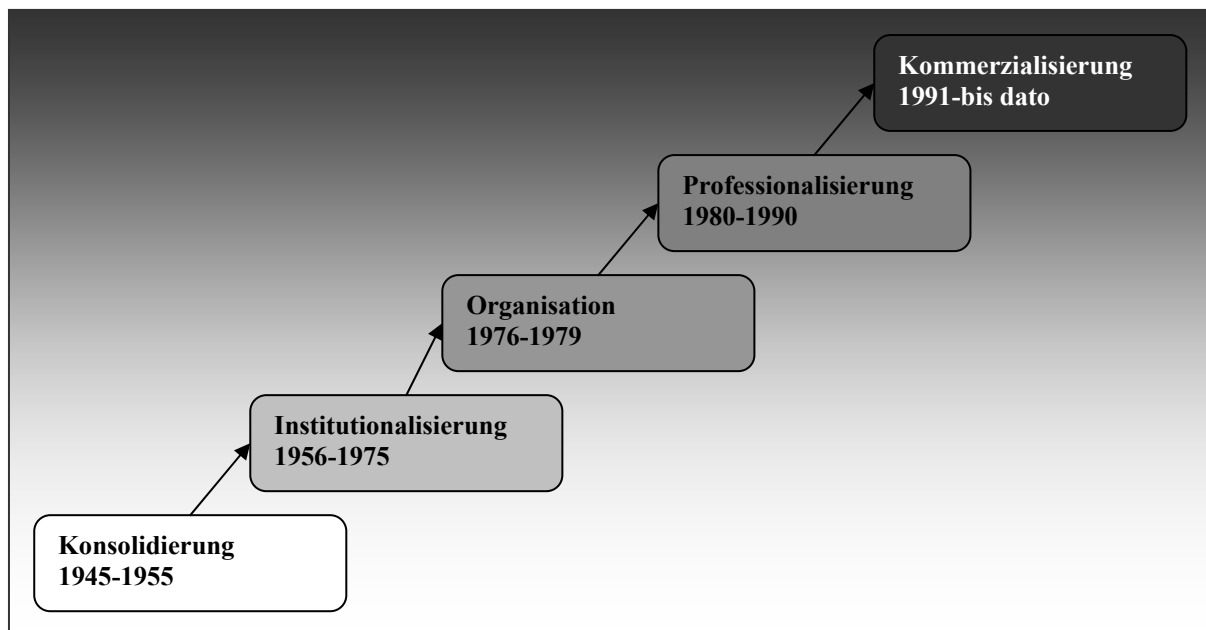 Kommerzialisierung
1991-bis dato
Professionalisierung
1980-1990
Organisation
1976-1979
Institutionalisierung
1956-1975
Konsolidierung
1945-1955